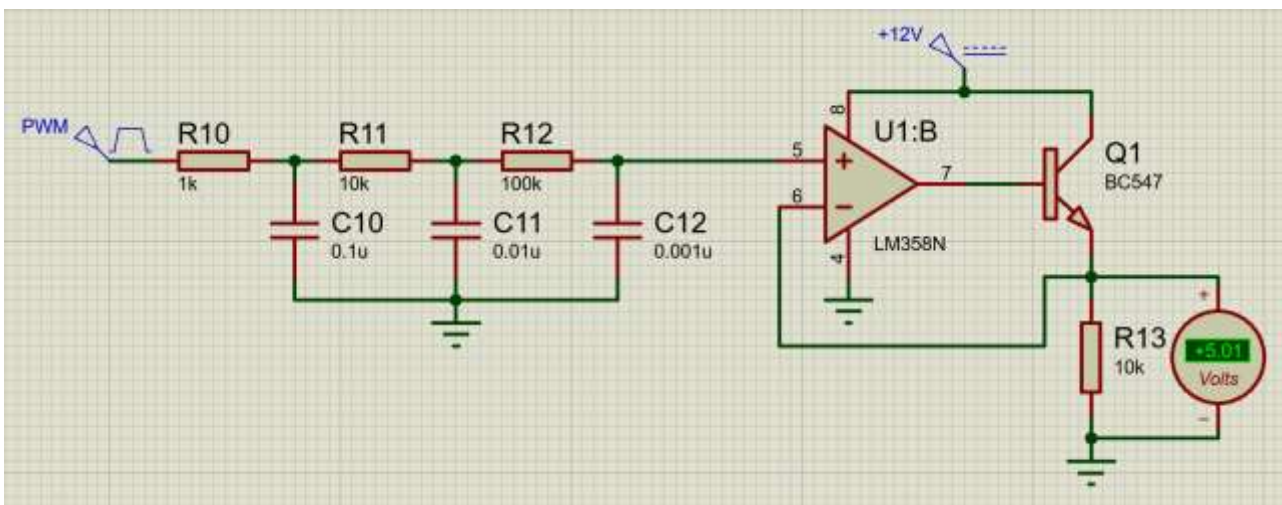 +12V
PWM
R10
1k
R11
10k
R12
100k
C10
0.1u
C11
0.01u
C12
0.001u
5
6
8
+
−
7
4
U1:B
LM358N
Q1
BC547
R13
10k
+
+5.01
Volts
−